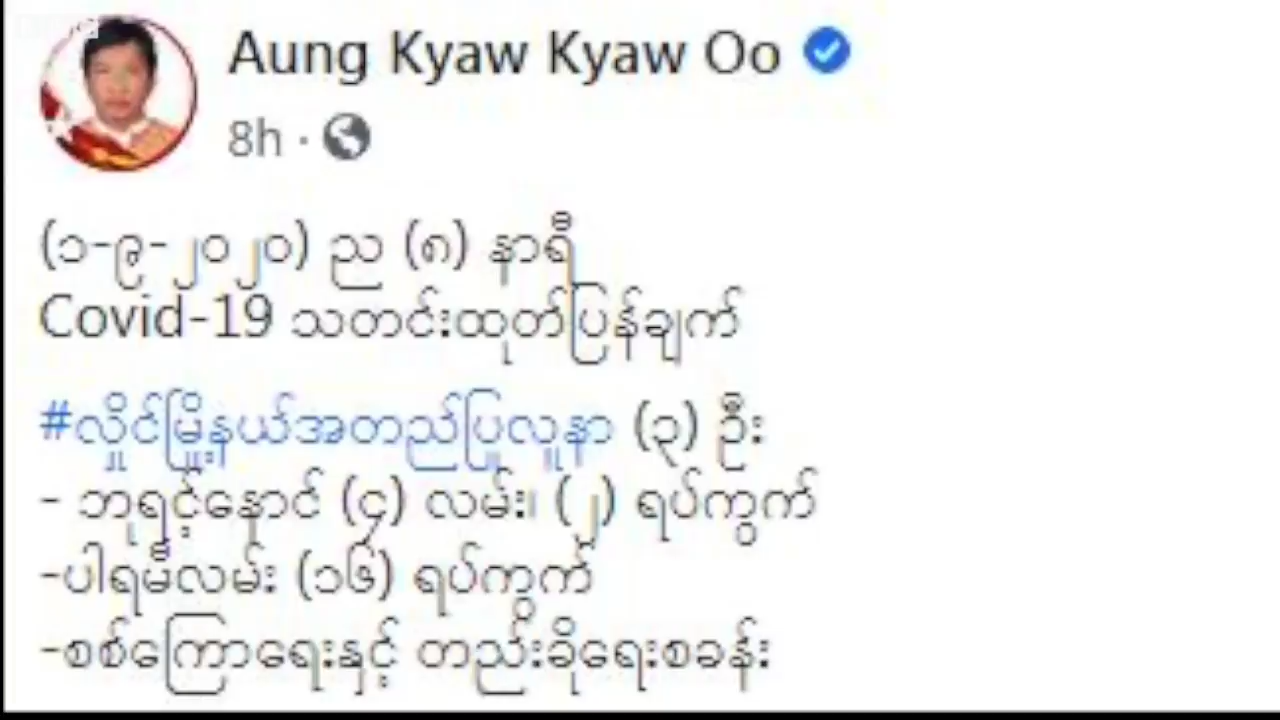 Aung Kyaw Kyaw Oo
8h ·
(၁-၉-၂၀၂၀) ည (၈) နာရီ
Covid-19 သတင်းထုတ်ပြန်ချက်
#လှိုင်မြို့နယ်အတည်ပြုလူနာ (၃) ဦး
- ဘုရင့်နောင် (၄) လမ်း၊ (၂) ရပ်ကွက်
-ပါရမီလမ်း (၁၆) ရပ်ကွက်
-စစ်ကြောရေးနှင့် တည်းခိုရေးစခန်း